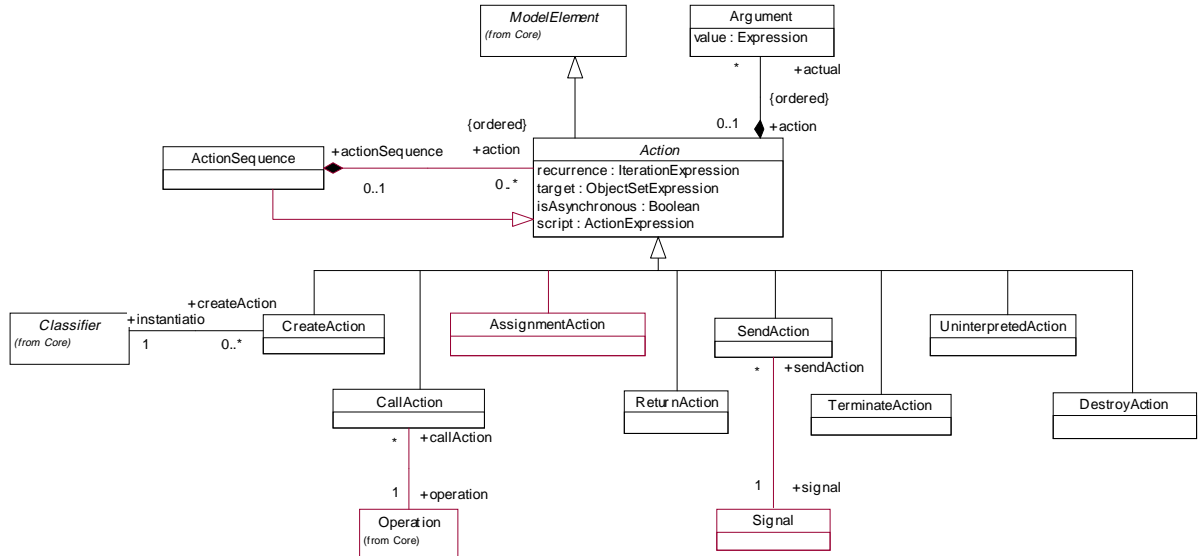 ModelElement
(from Core)
Argument
value : Expression
*
+actual
{ordered}
0..1
+action
{ordered}
+actionSequence
+action
ActionSequence
0..1
0..*
Action
recurrence : IterationExpression
target : ObjectSetExpression
isAsynchronous : Boolean
script : ActionExpression
+createAction
Classifier
(from Core)
+instantiatio
1
0..*
CreateAction
AssignmentAction
SendAction
UninterpretedAction
*
+sendAction
CallAction
ReturnAction
TerminateAction
DestroyAction
*
+callAction
1
+operation
1
+signal
Operation
(from Core)
Signal